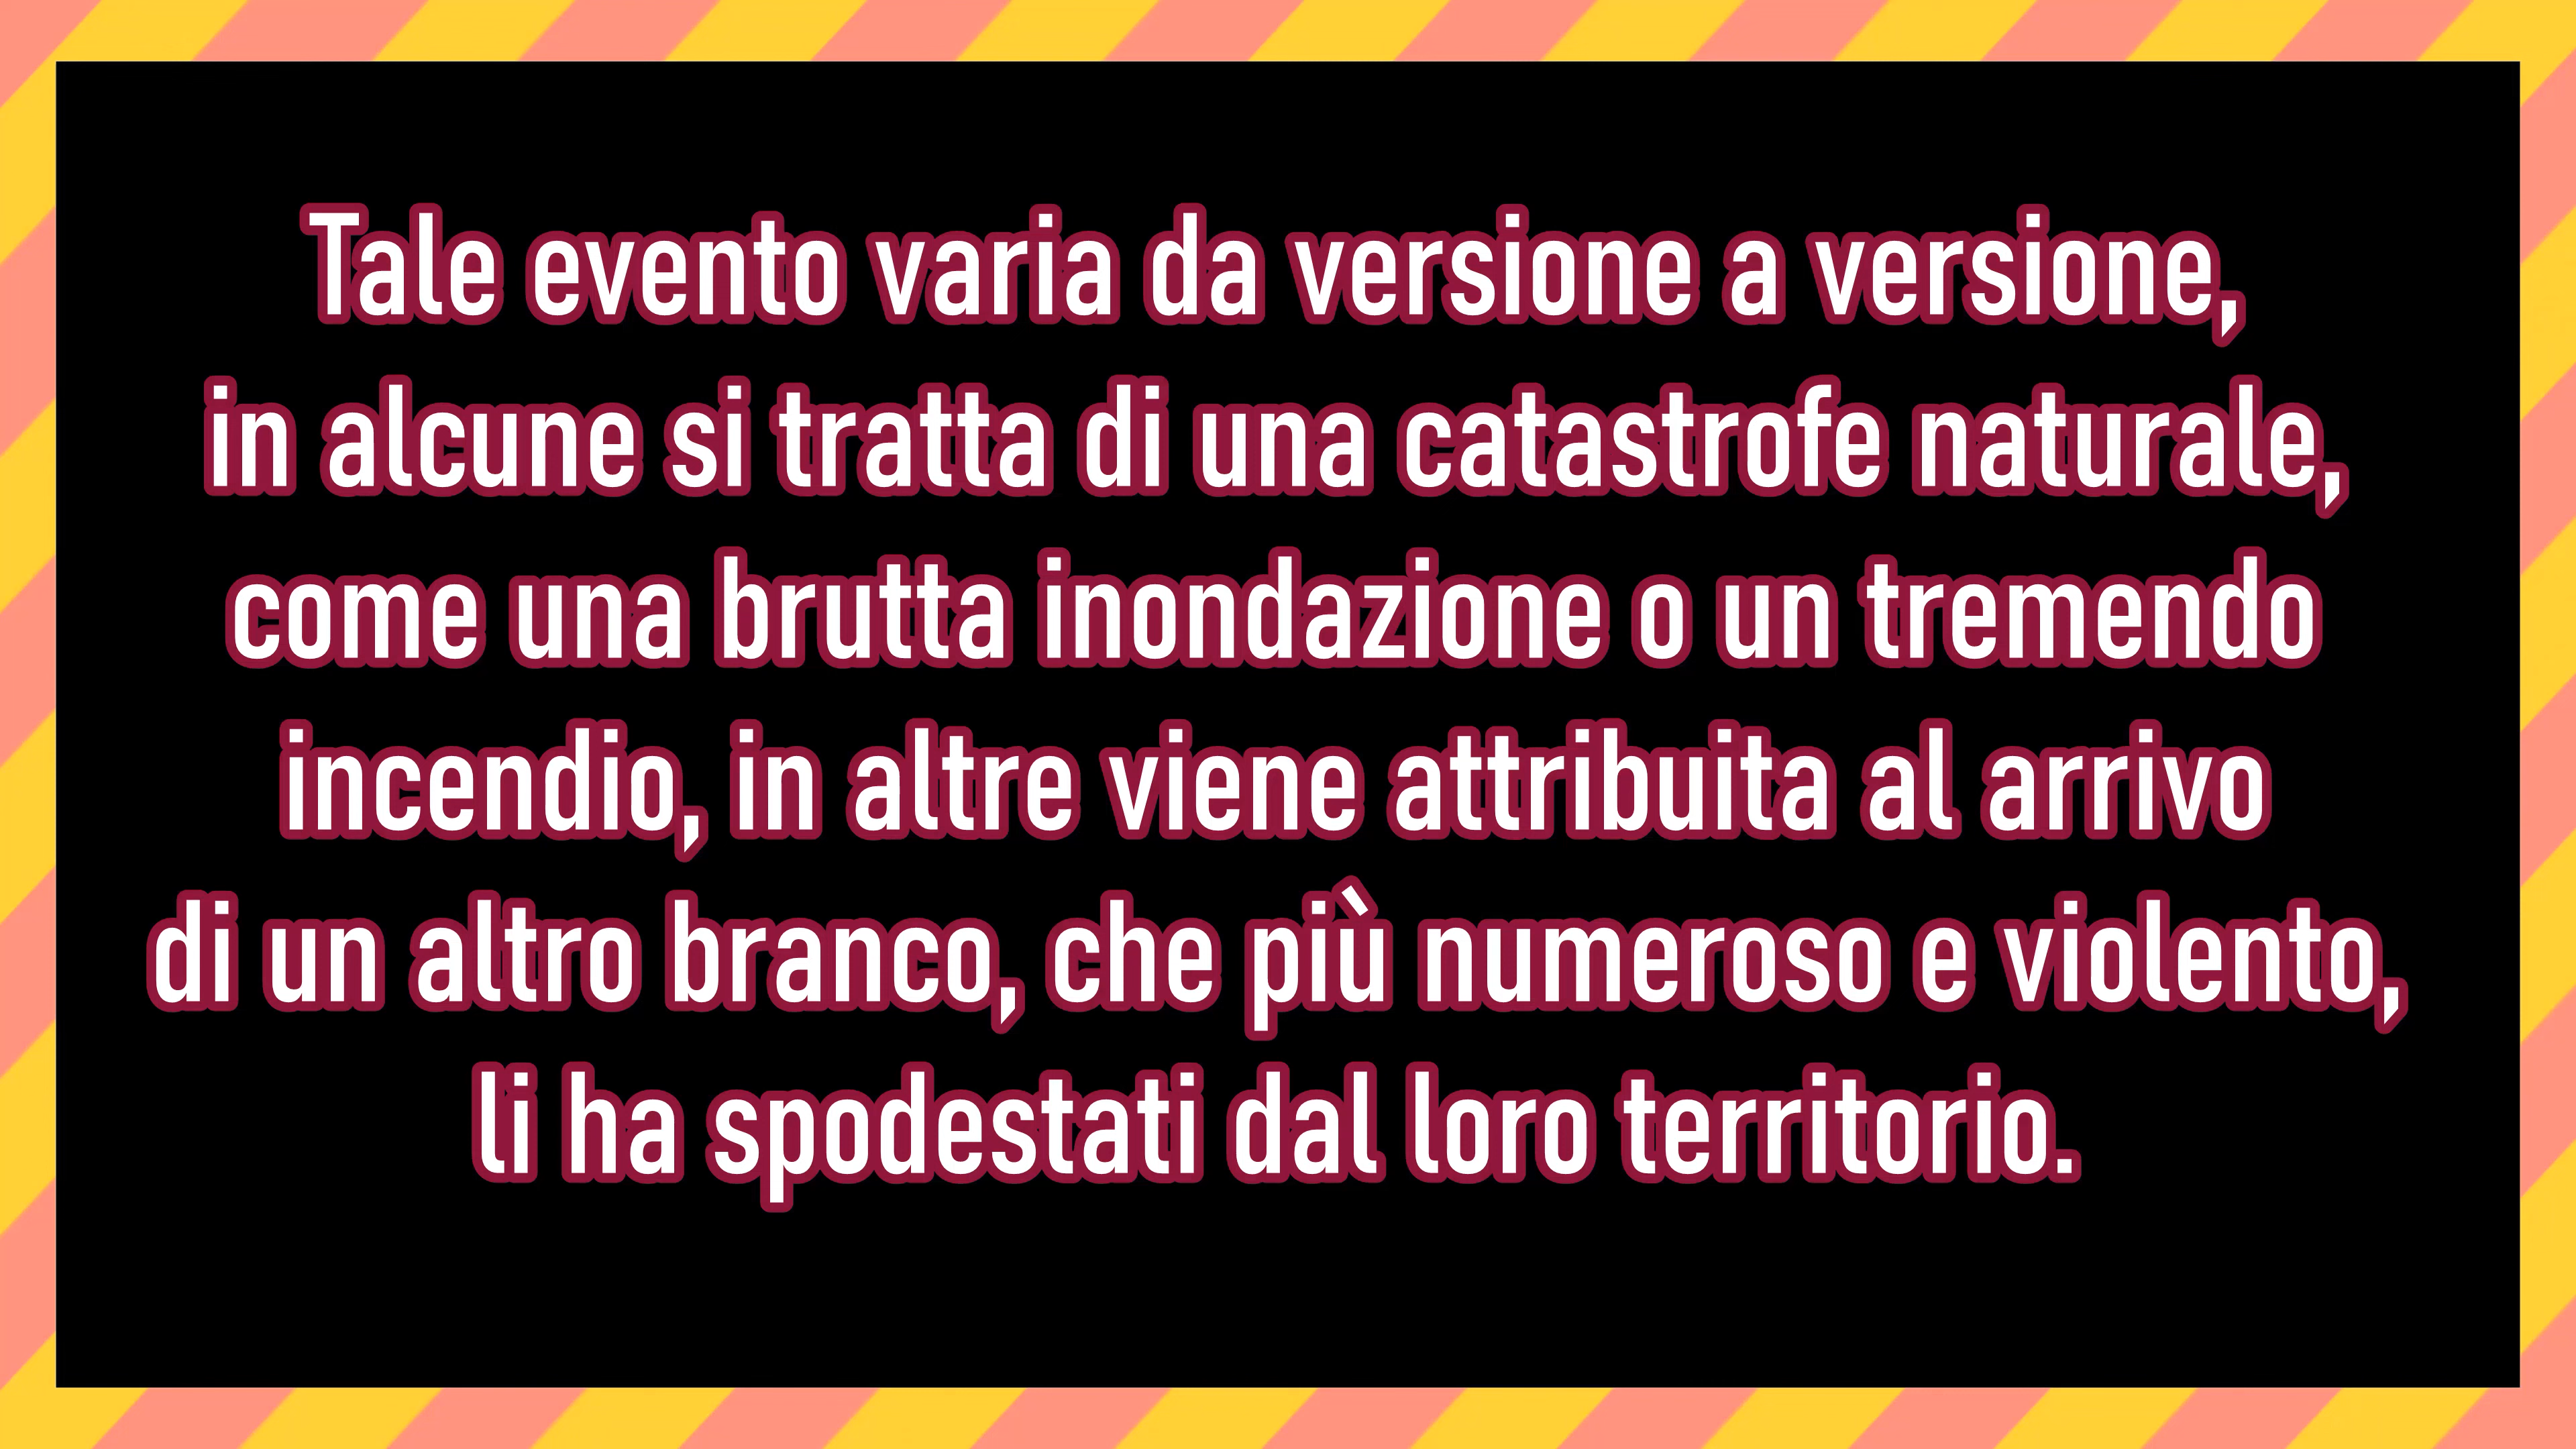 Tale evento varia da versione a versione,
in alcune si tratta di una catastrofe naturale,
come una brutta inondazione o un tremendo
incendio, in altre viene attribuita al arrivo
di un altro branco, che più numeroso e violento,
li ha spodestati dal loro territorio.